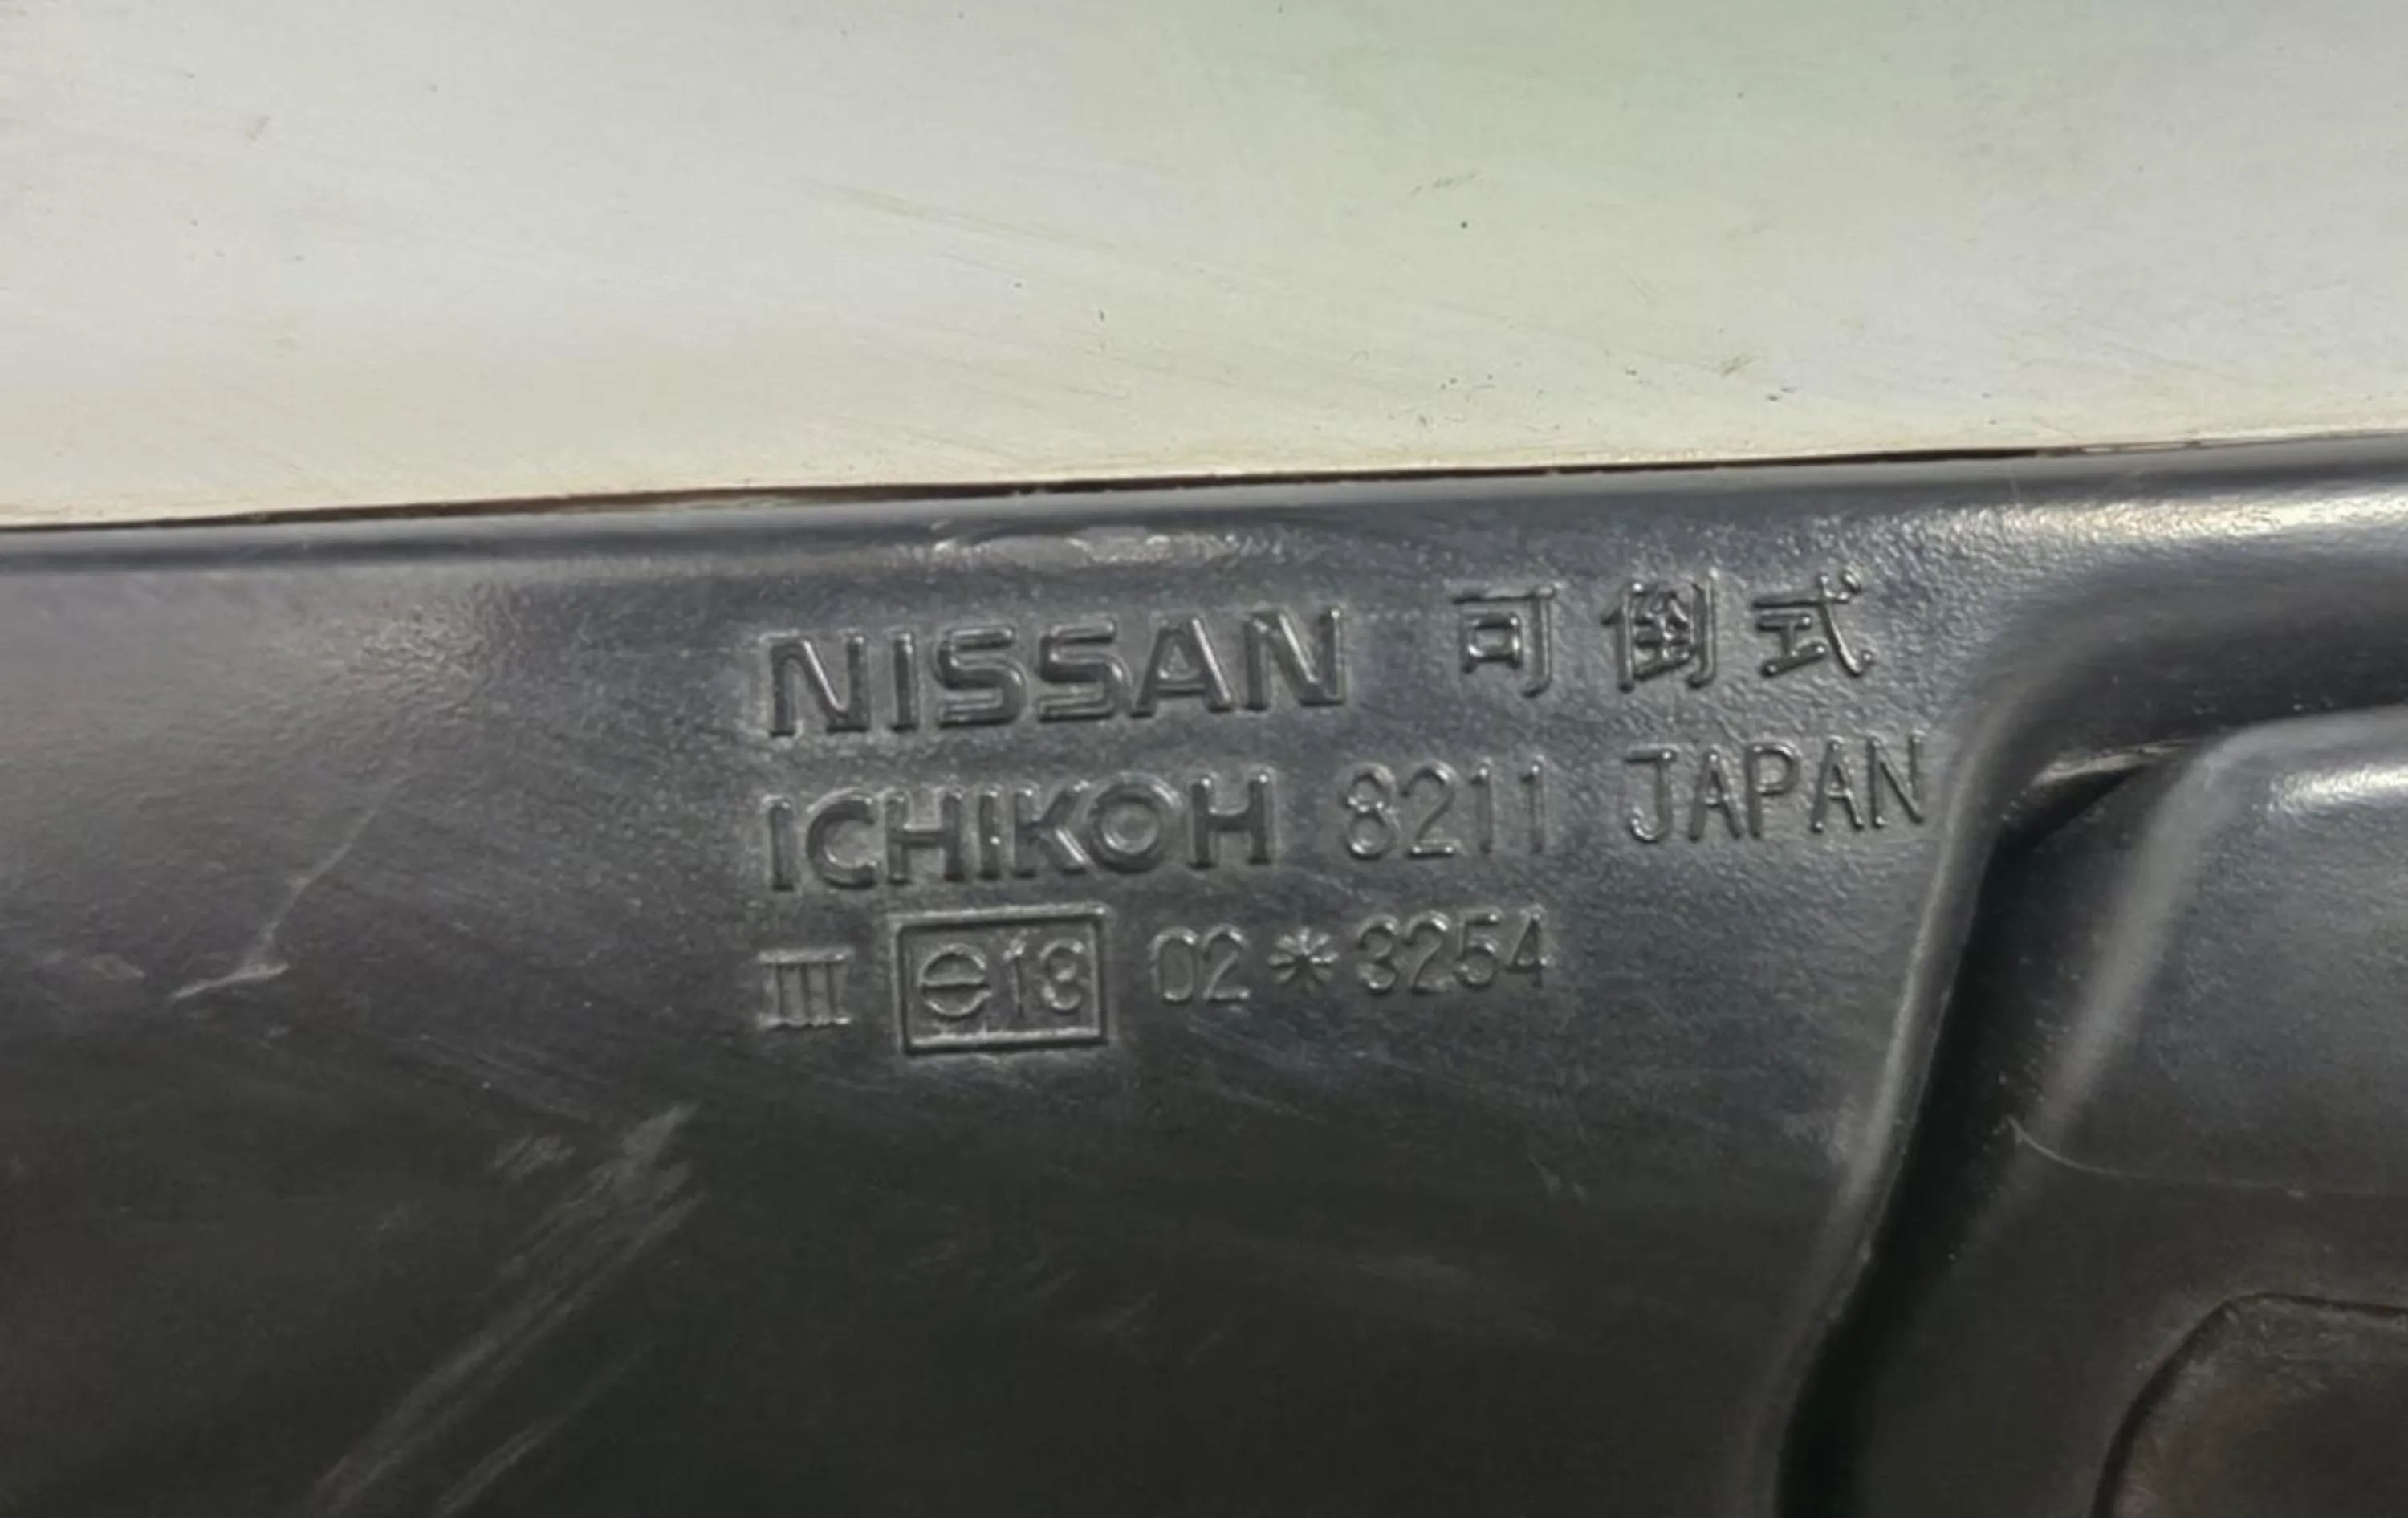 NISSAN 可倒式
ICHIKOH 8211 JAPAN
III e13 02*3254